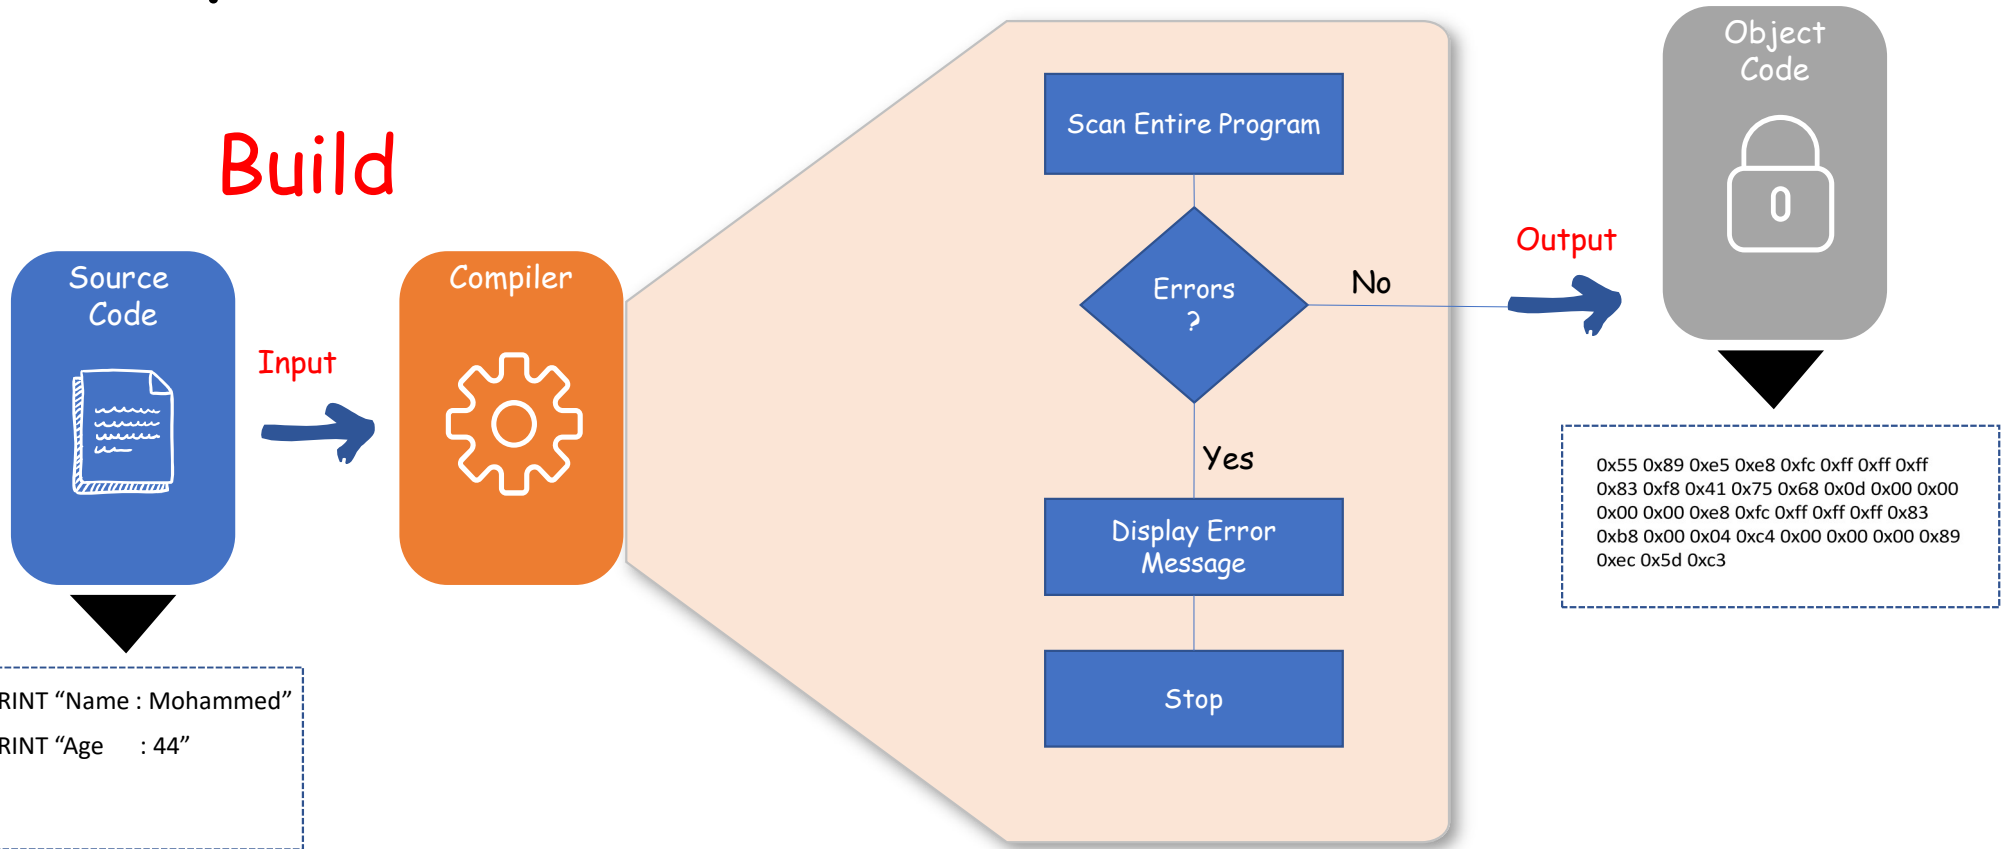 Build
Source
Code
Input
Compiler
Scan Entire Program
Errors
?
No
Yes
Display Error
Message
Stop
Output
Object
Code
RINT “Name : Mohammed”
RINT “Age : 44”
0x55 0x89 0xe5 0xe8 0xfc 0xff 0xff 0xff
0x83 0xf8 0x41 0x75 0x68 0x0d 0x00 0x00
0x00 0x00 0xe8 0xfc 0xff 0xff 0xff 0x83
0xb8 0x00 0x04 0xc4 0x00 0x00 0x00 0x89
0xec 0x5d 0xc3